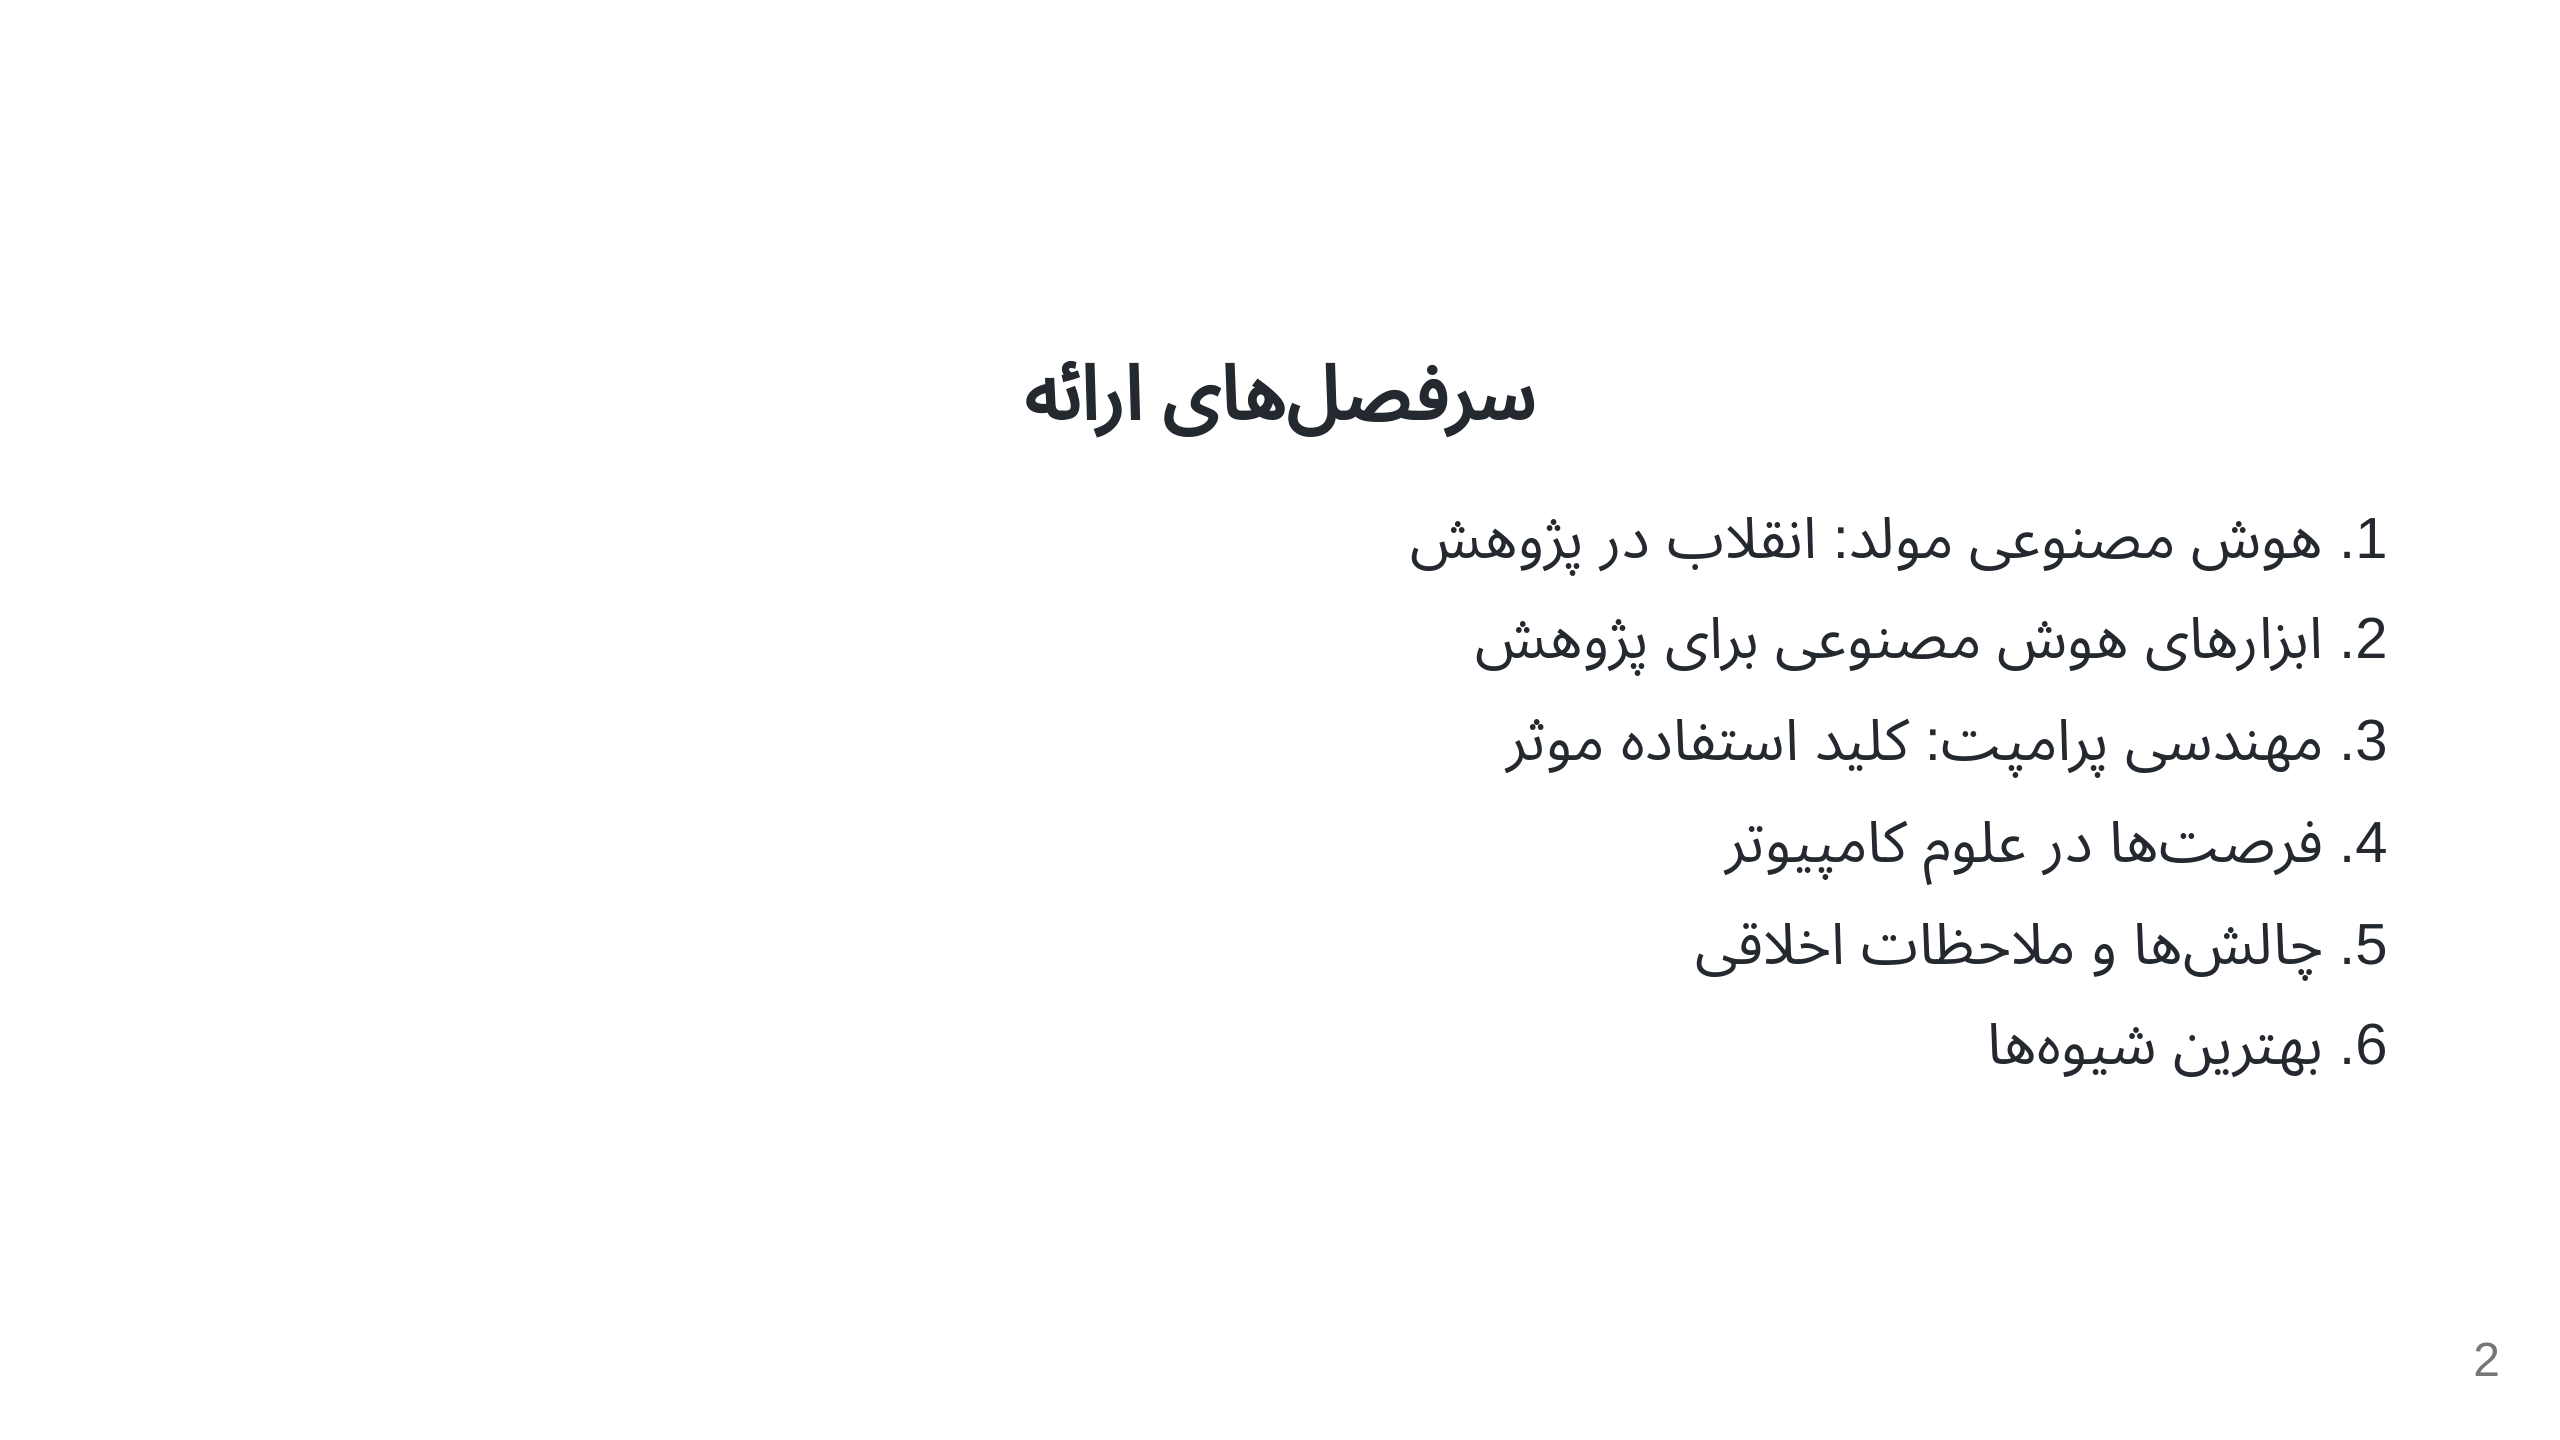 سرفصل‌های ارائه
1. هوش مصنوعی مولد: انقلاب در پژوهش
2. ابزارهای هوش مصنوعی برای پژوهش
3. مهندسی پرامپت: کلید استفاده موثر
4. فرصت‌ها در علوم کامپیوتر
5. چالش‌ها و ملاحظات اخلاقی
6. بهترین شیوه‌ها
2